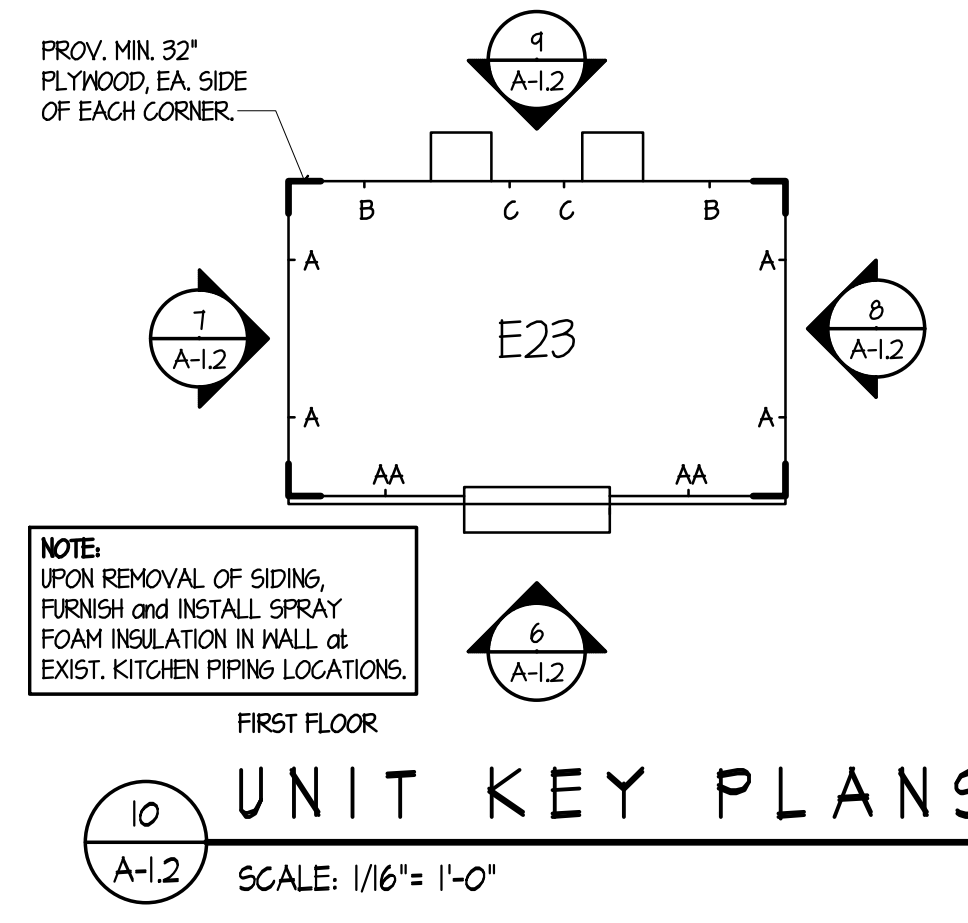 PROV. MIN. 32"
PLYWOOD, EA. SIDE
OF EACH CORNER.
9
A-1.2
B
C
C
B
A
A
7
A-1.2
E23
8
A-1.2
A
A
AA
AA
NOTE:
UPON REMOVAL OF SIDING,
FURNISH and INSTALL SPRAY
FOAM INSULATION IN WALL at
EXIST. KITCHEN PIPING LOCATIONS.
6
A-1.2
FIRST FLOOR
UNIT KEY PLANS
10
A-1.2
SCALE: 1/16"= 1'-0"